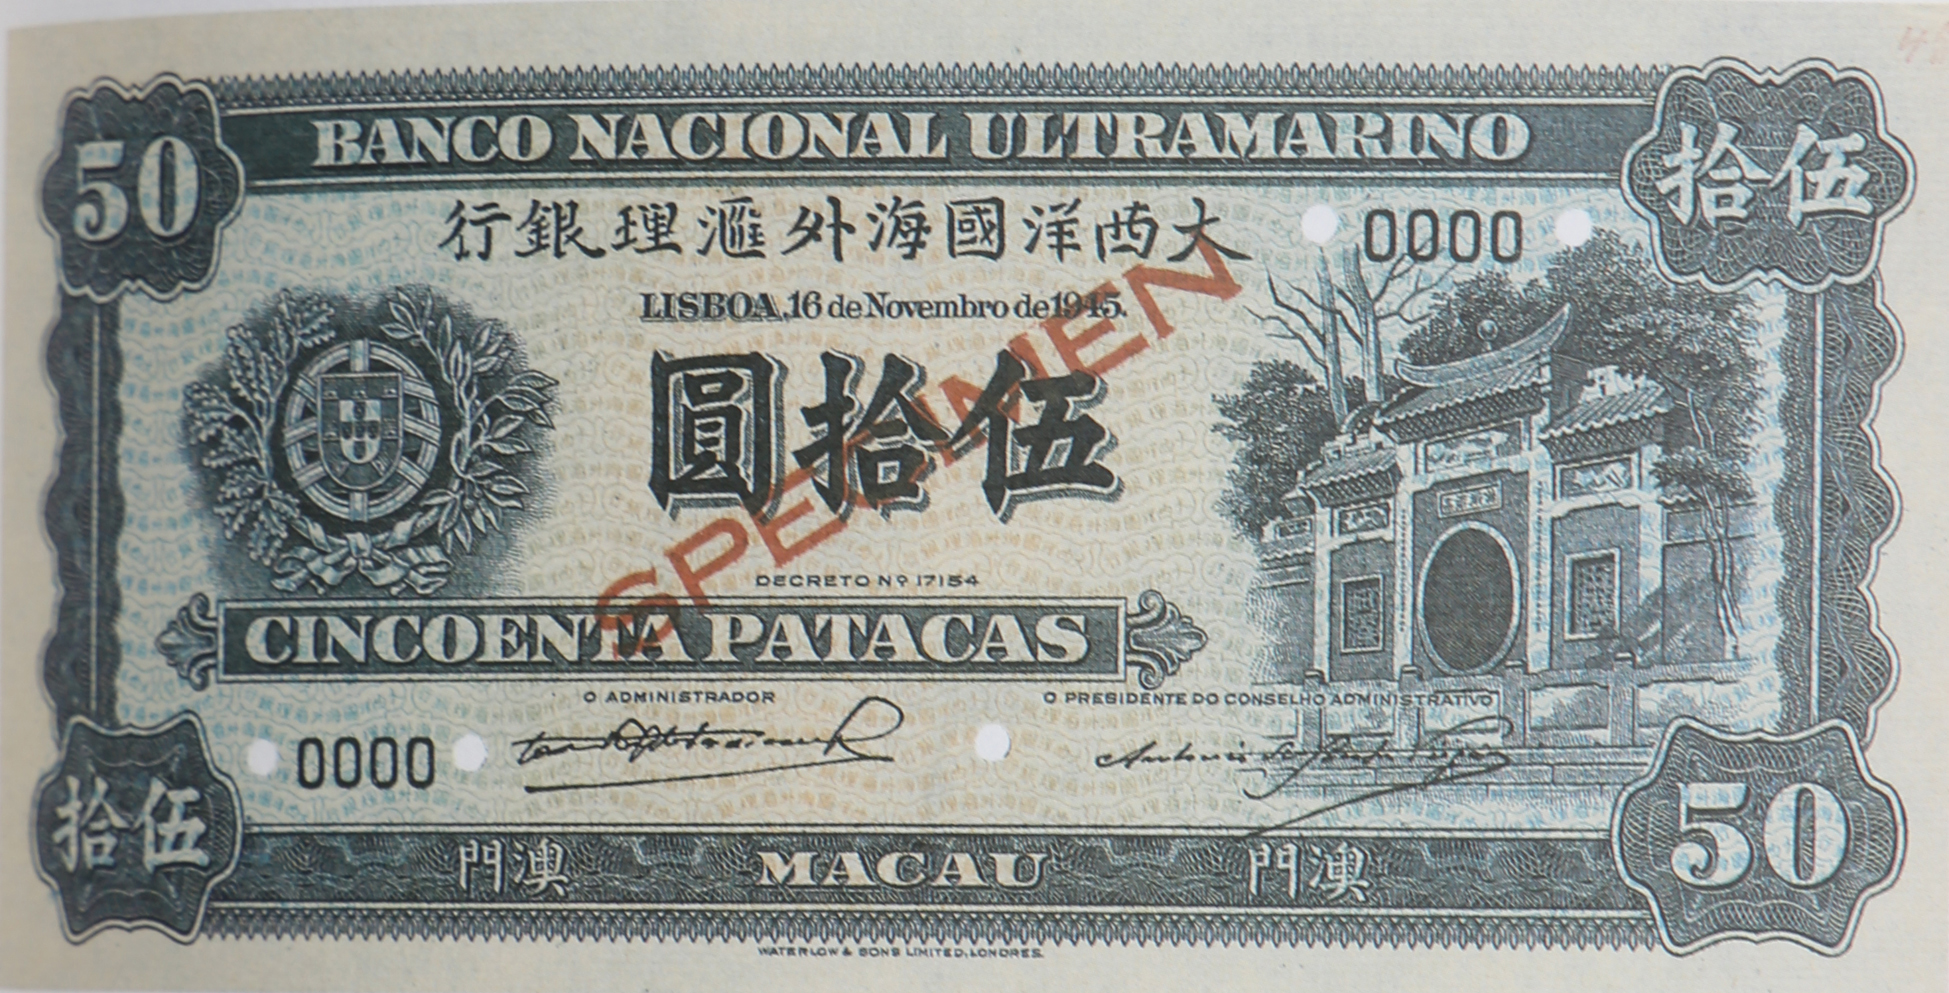 BANCO NACIONAL ULTRAMARINO
50
伍拾
大西洋國海外滙理銀行
0000
LISBOA, 16 de Novembro de 1945.
伍拾圓
SPECIMEN
DECRETO Nº 17154
CINCOENTA PATACAS
O ADMINISTRADOR
O PRESIDENTE DO CONSELHO ADMINISTRATIVO
0000
伍拾
澳門
MACAU
澳門
50
WATERLOW & SONS LIMITED, LONDRES.